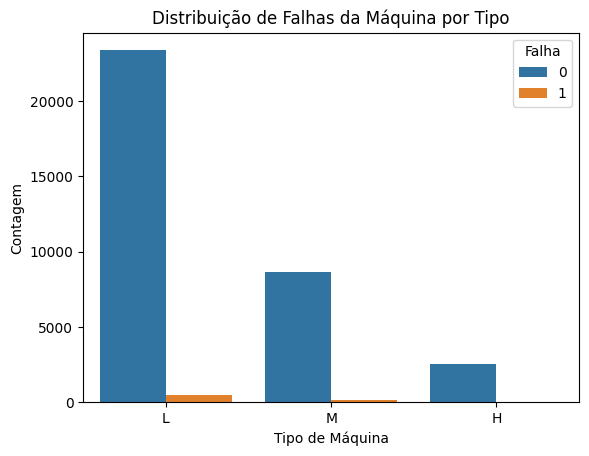 Distribuição de Falhas da Máquina por Tipo
Falha
0
1
20000
15000
10000
5000
0
Contagem
L
M
H
Tipo de Máquina